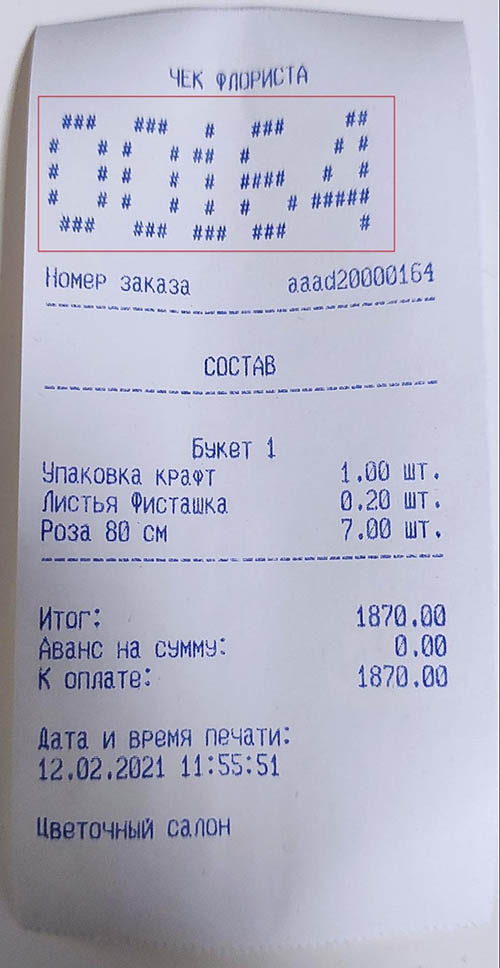 ЧЕК ФЛОРИСТА
00164
Номер заказа aaad20000164
СОСТАВ
Букет 1
Упаковка крафт 1.00 шт.
Листья Фисташка 0.20 шт.
Роза 80 см 7.00 шт.
Итог: 1870.00
Аванс на сумму: 0.00
К оплате: 1870.00
Дата и время печати:
12.02.2021 11:55:51
Цветочный салон